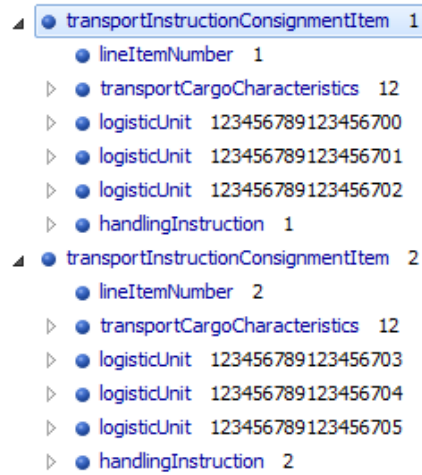 transportInstructionConsignmentItem 1
lineItemNumber 1
transportCargoCharacteristics 12
logisticUnit 123456789123456700
logisticUnit 123456789123456701
logisticUnit 123456789123456702
handlingInstruction 1
transportInstructionConsignmentItem 2
lineItemNumber 2
transportCargoCharacteristics 12
logisticUnit 123456789123456703
logisticUnit 123456789123456704
logisticUnit 123456789123456705
handlingInstruction 2